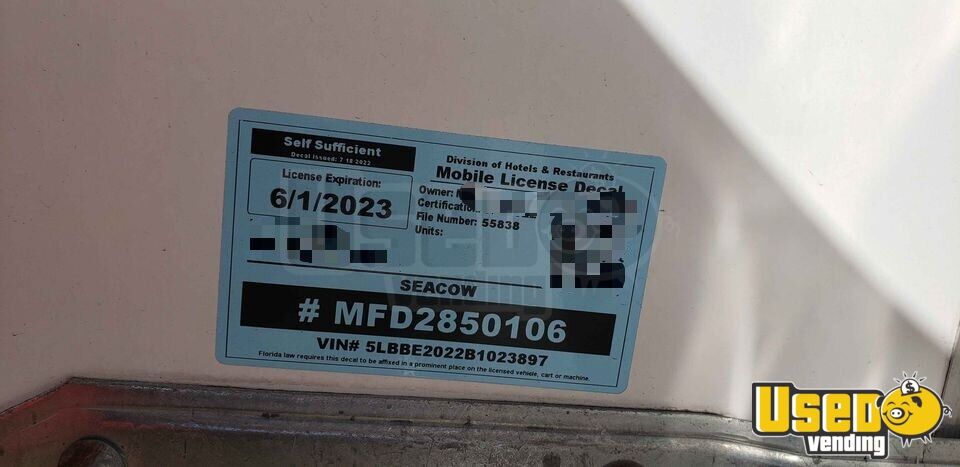 Self Sufficient
Decal Issued: 7 18 2022
License Expiration:
6/1/2023
Division of Hotels & Restaurants
Mobile License Decal
Owner:
Certification
File Number: 55838
Units:
SEACOW
# MFD2850106
VIN# 5LBBE2022B1023897
Florida law requires this decal to be affixed in a prominent place on the licensed vehicle, cart or machine.
USED
vending
USED
vending